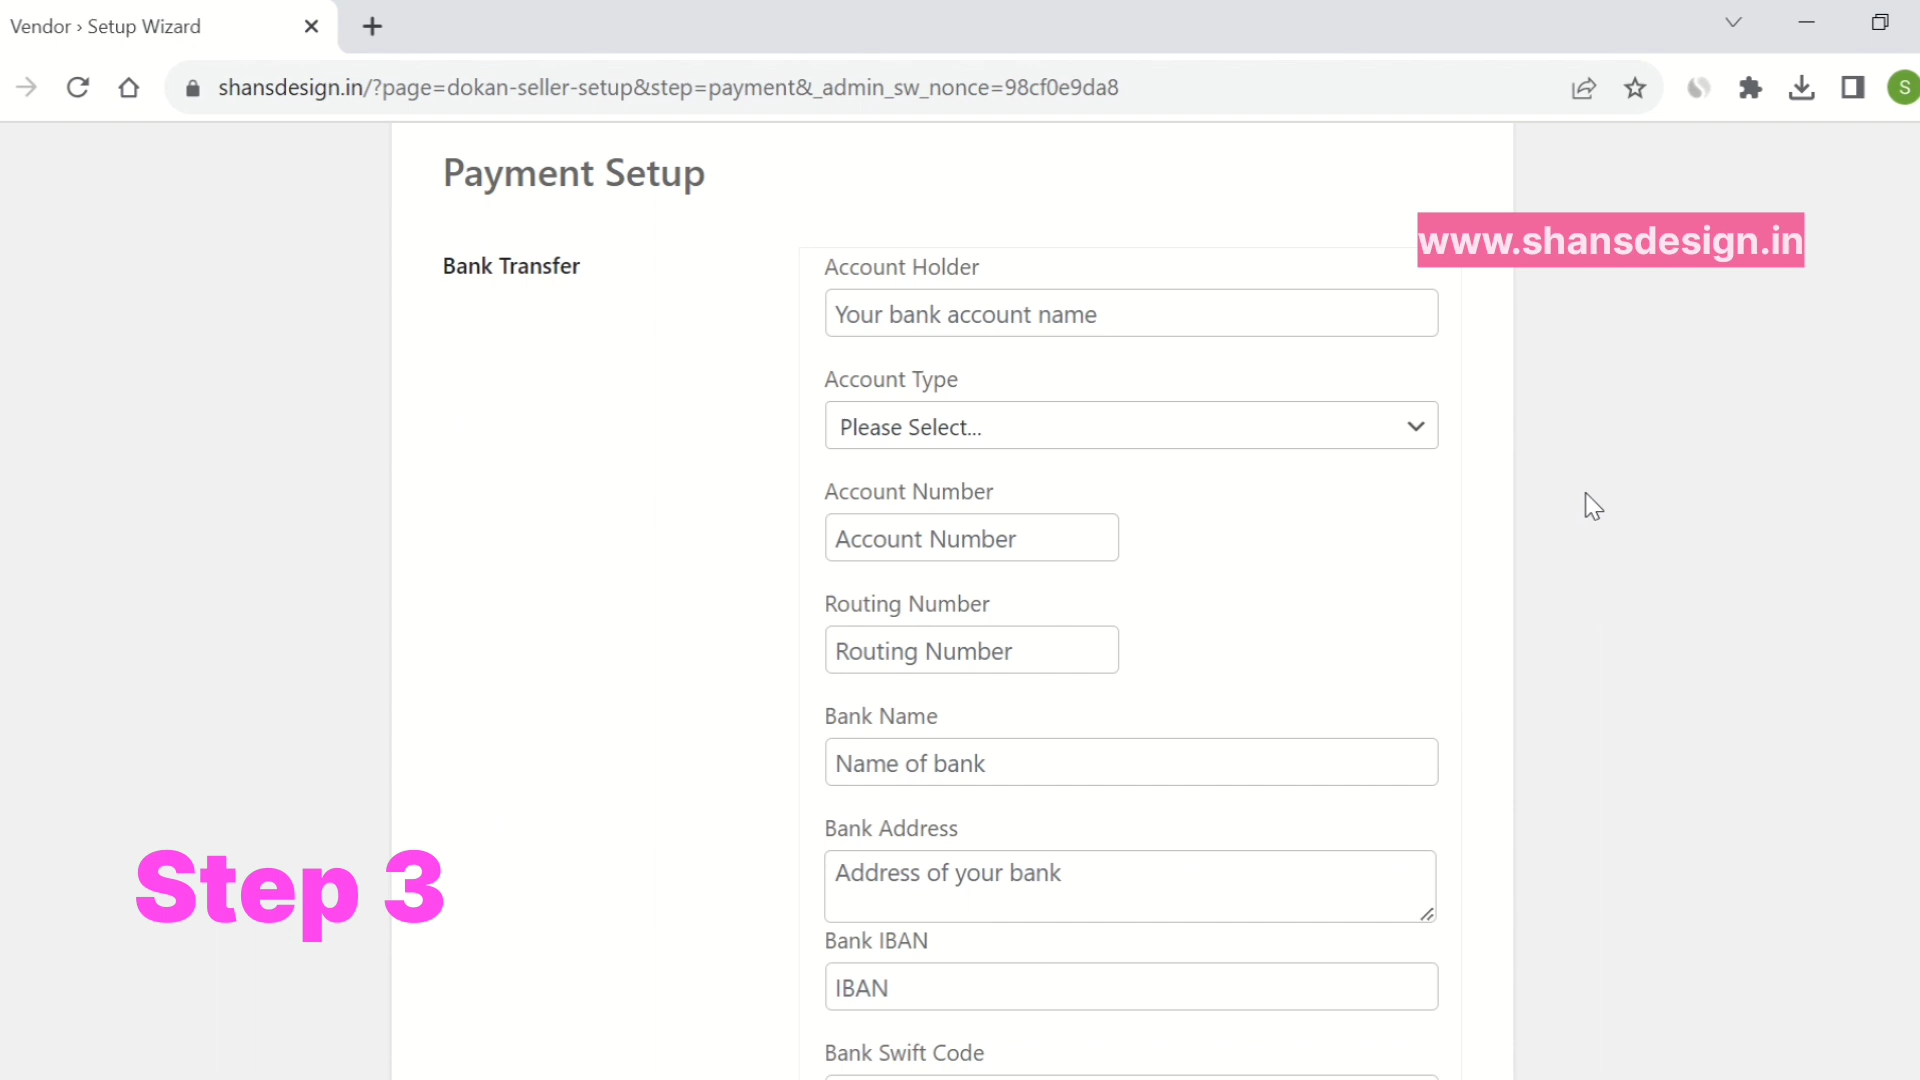 Vendor › Setup Wizard
shansdesign.in/?page=dokan-seller-setup&step=payment&_admin_sw_nonce=98cf0e9da8
S
Payment Setup
www.shansdesign.in
Bank Transfer
Account Holder
Your bank account name
Account Type
Please Select...
Account Number
Account Number
Routing Number
Routing Number
Bank Name
Name of bank
Bank Address
Address of your bank
Step 3
Bank IBAN
IBAN
Bank Swift Code